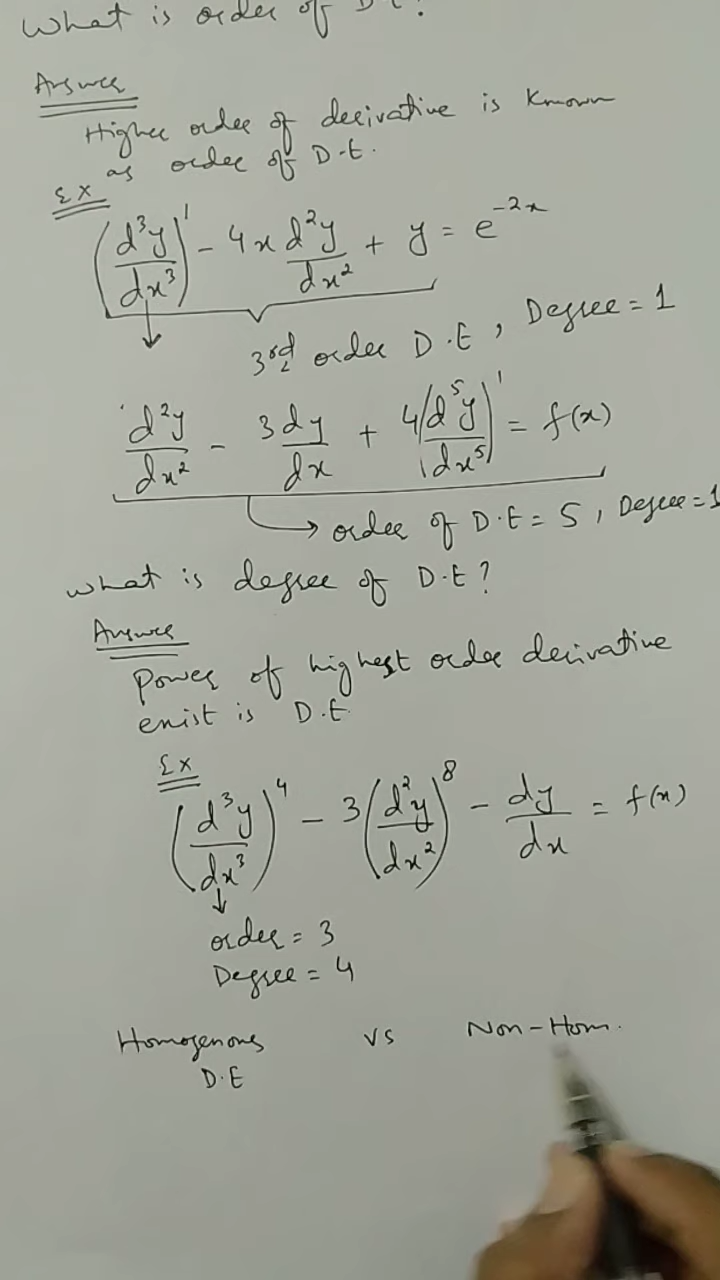 What is order of D E?
Answer
Higher order of derivative is known
as order of D.E.
Ex
(d³y/dx³)¹ - 4x d²y/dx² + y = e⁻²ˣ
3rd order D.E, Degree = 1
d²y/dx² - 3dy/dx + 4(d⁵y/dx⁵)¹ = f(x)
order of D.E = 5, Degree = 1
what is degree of D.E?
Answer
Power of highest order derivative
exist is D.E.
Ex
(d³y/dx³)⁴ - 3(d²y/dx²)⁸ - dy/dx = f(x)
order = 3
Degree = 4
Homogenous vs Non-Hom.
D.E